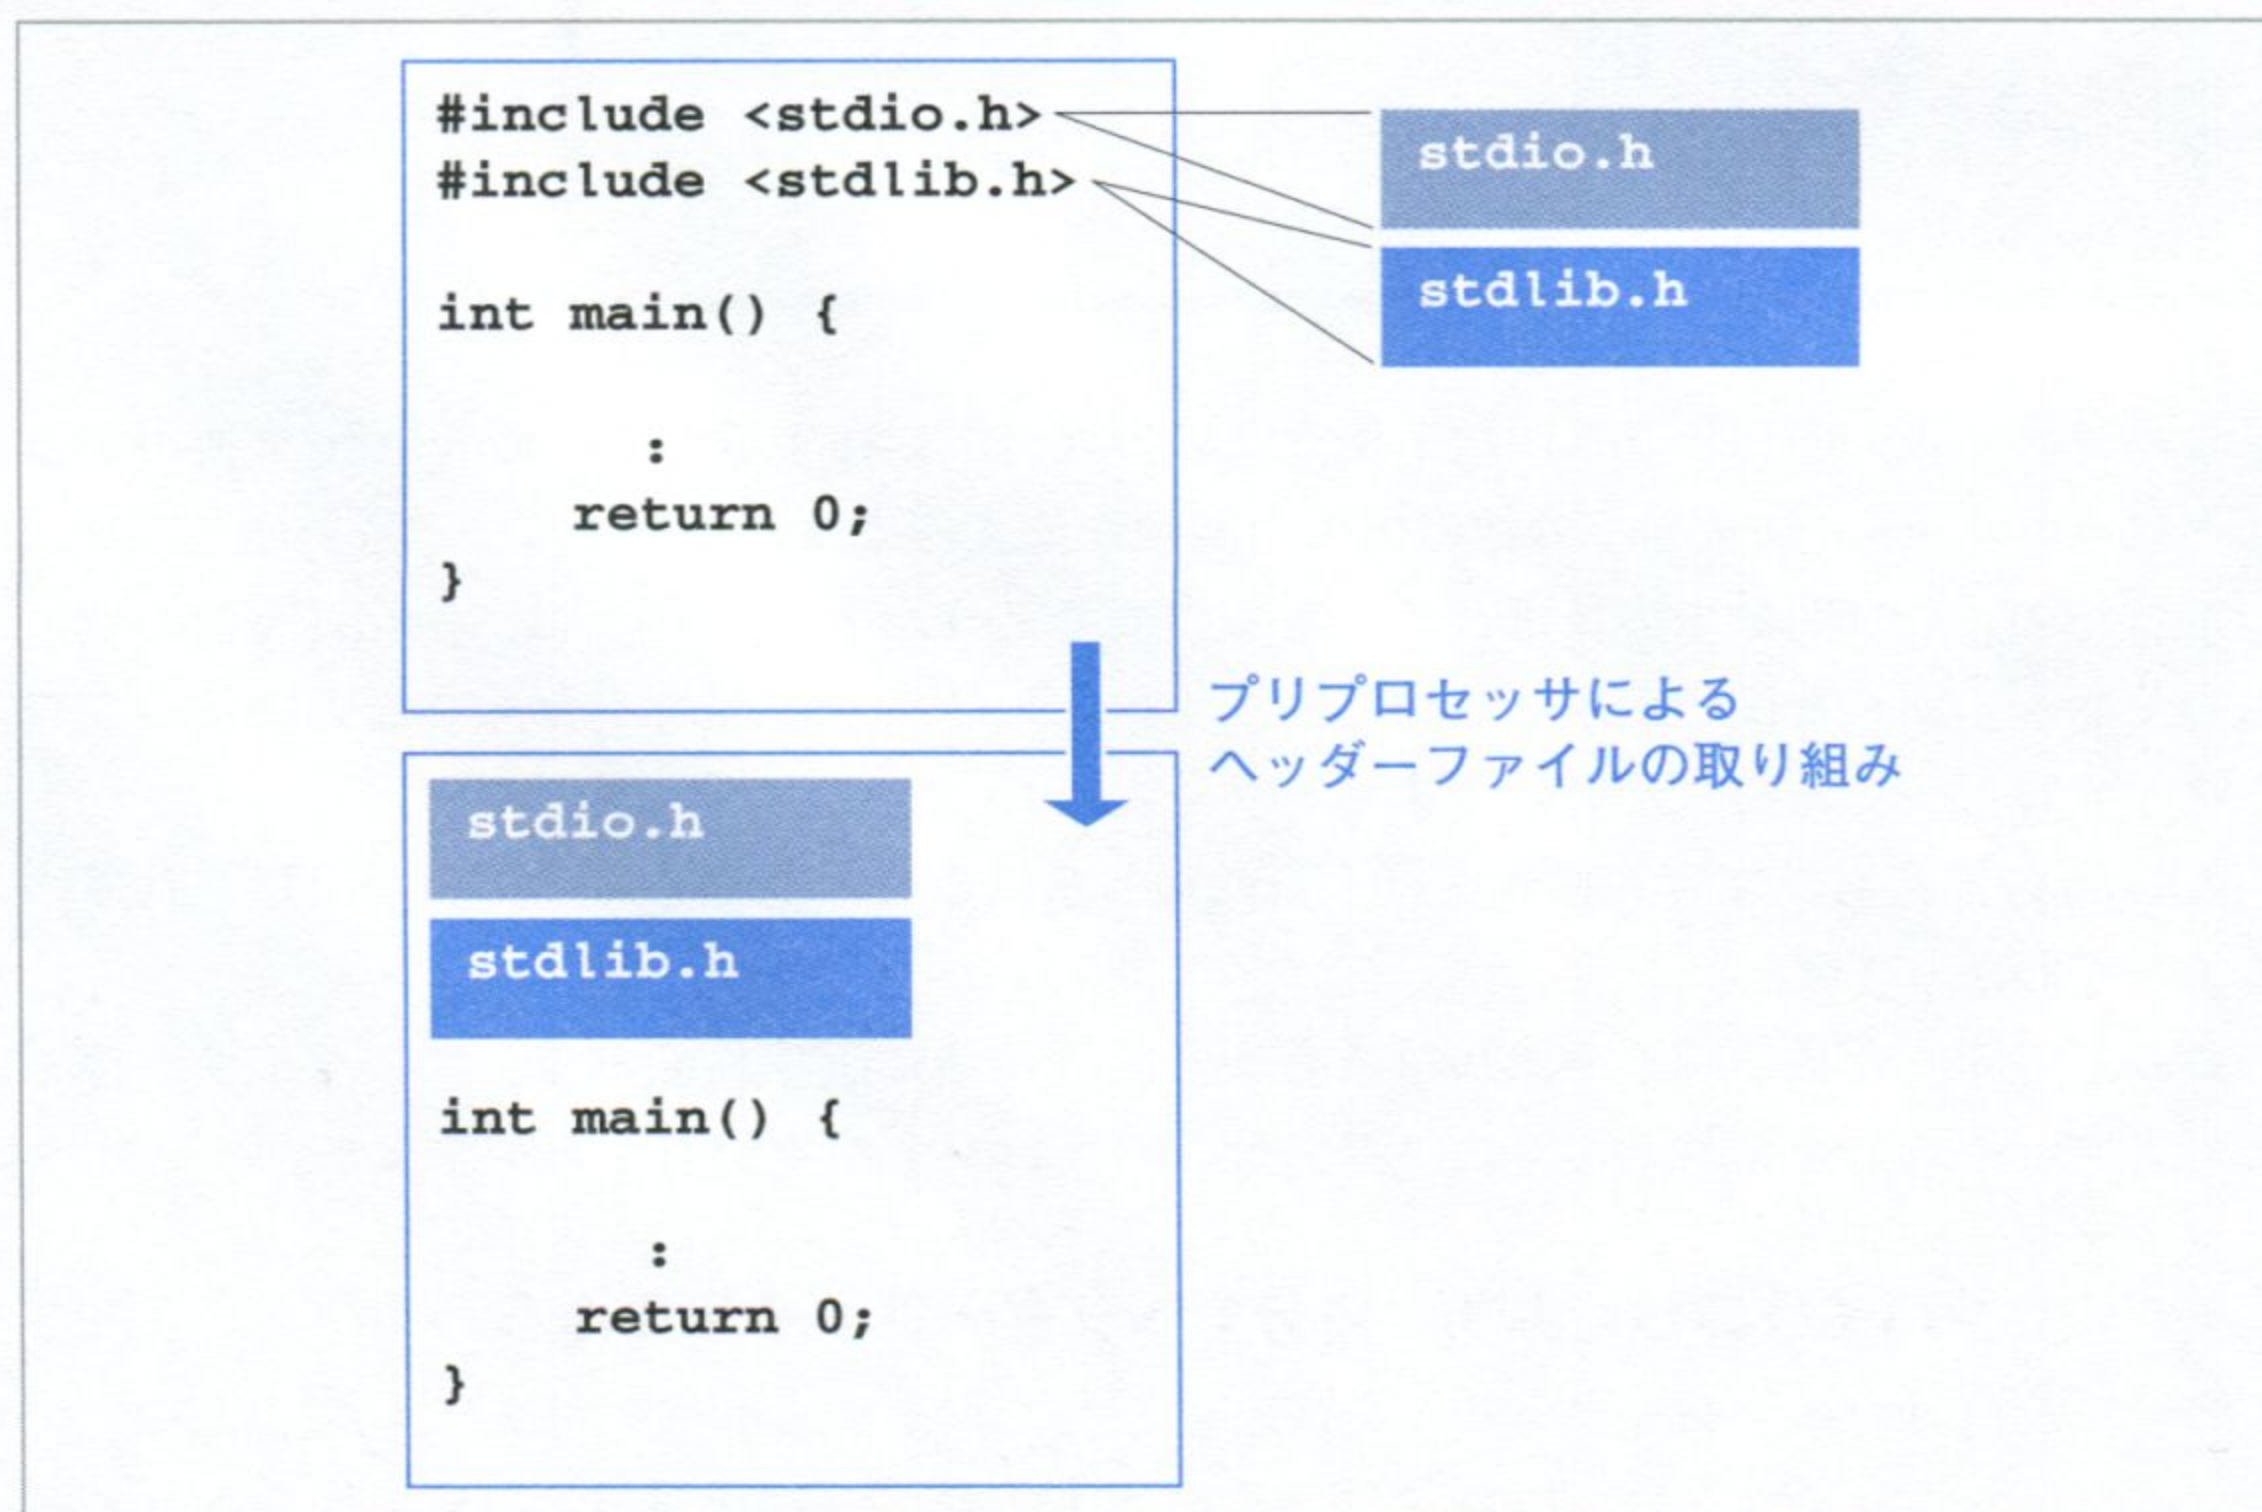 #include <stdio.h>
#include <stdlib.h>
int main() {
:
return 0;
}
stdio.h
stdlib.h
プリプロセッサによる
ヘッダーファイルの取り組み
stdio.h
stdlib.h
int main() {
:
return 0;
}